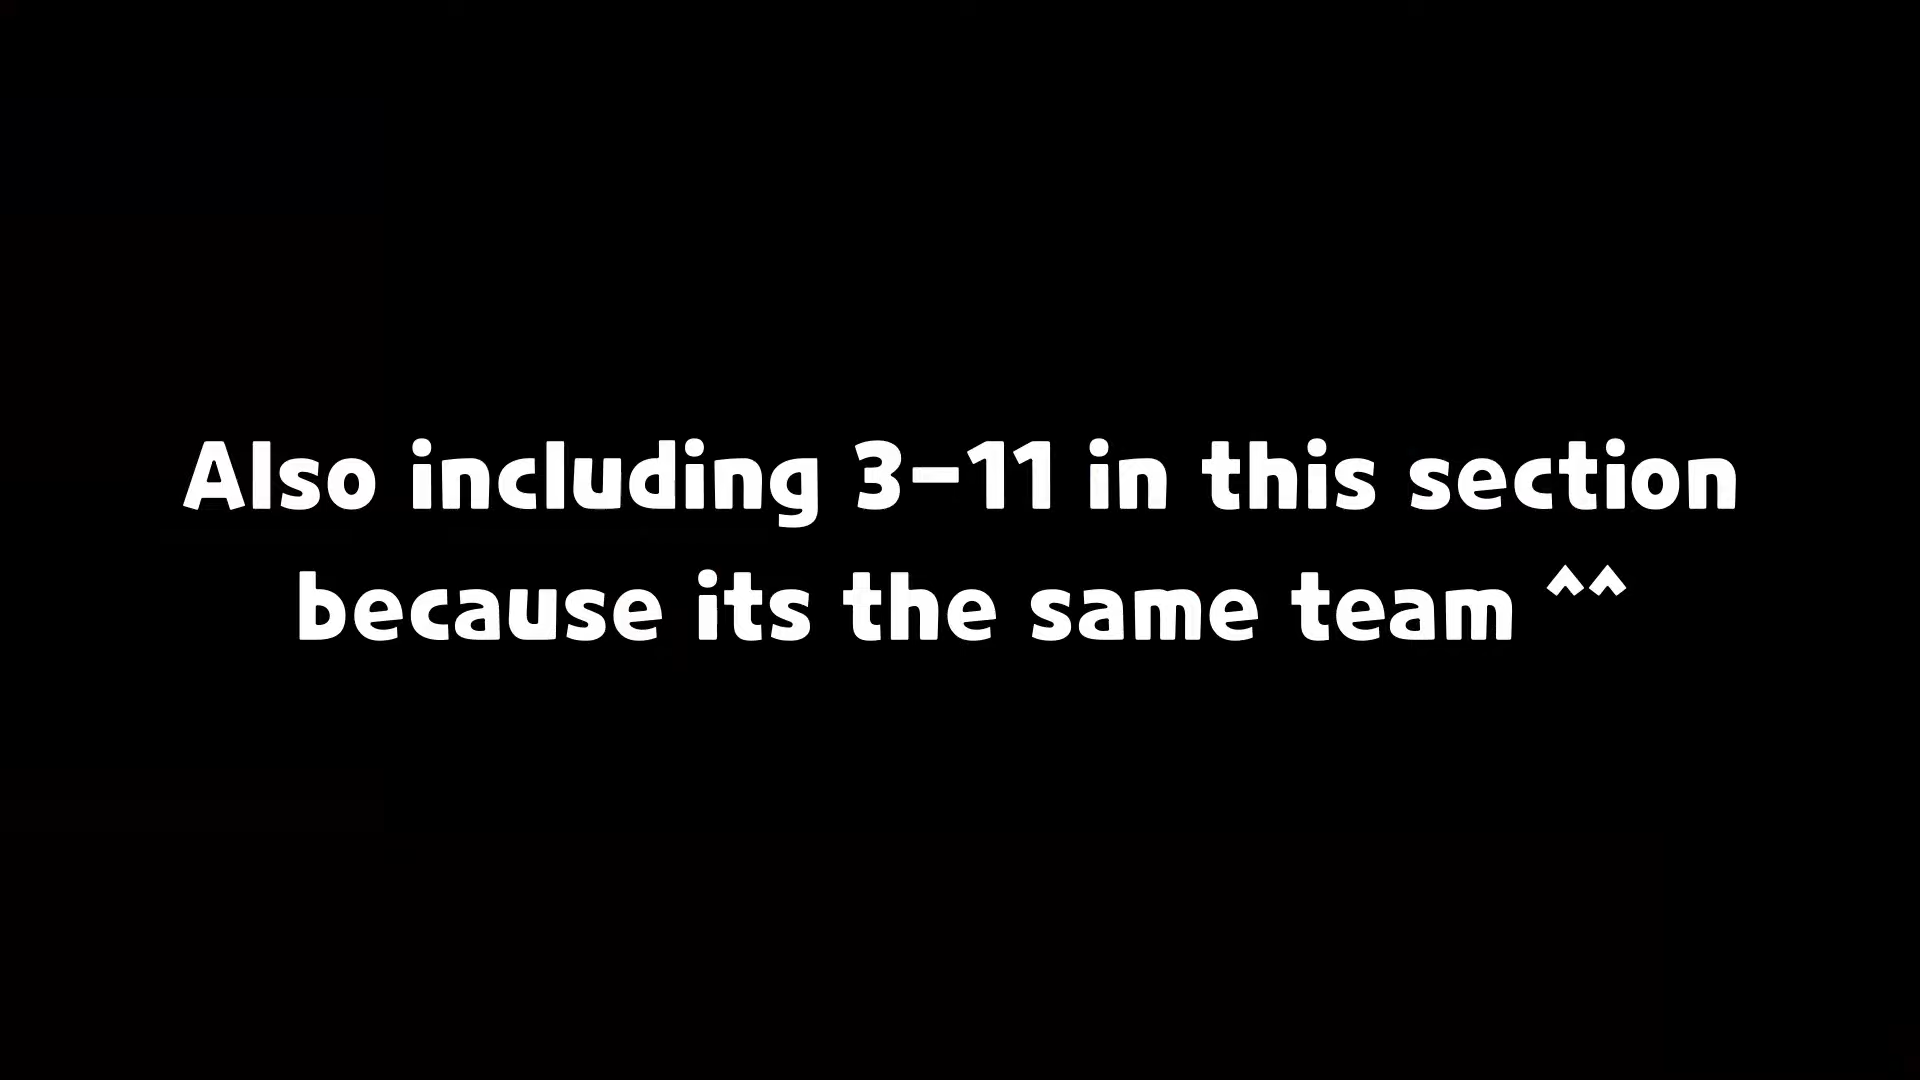 Also including 3-11 in this section
because its the same team ^^